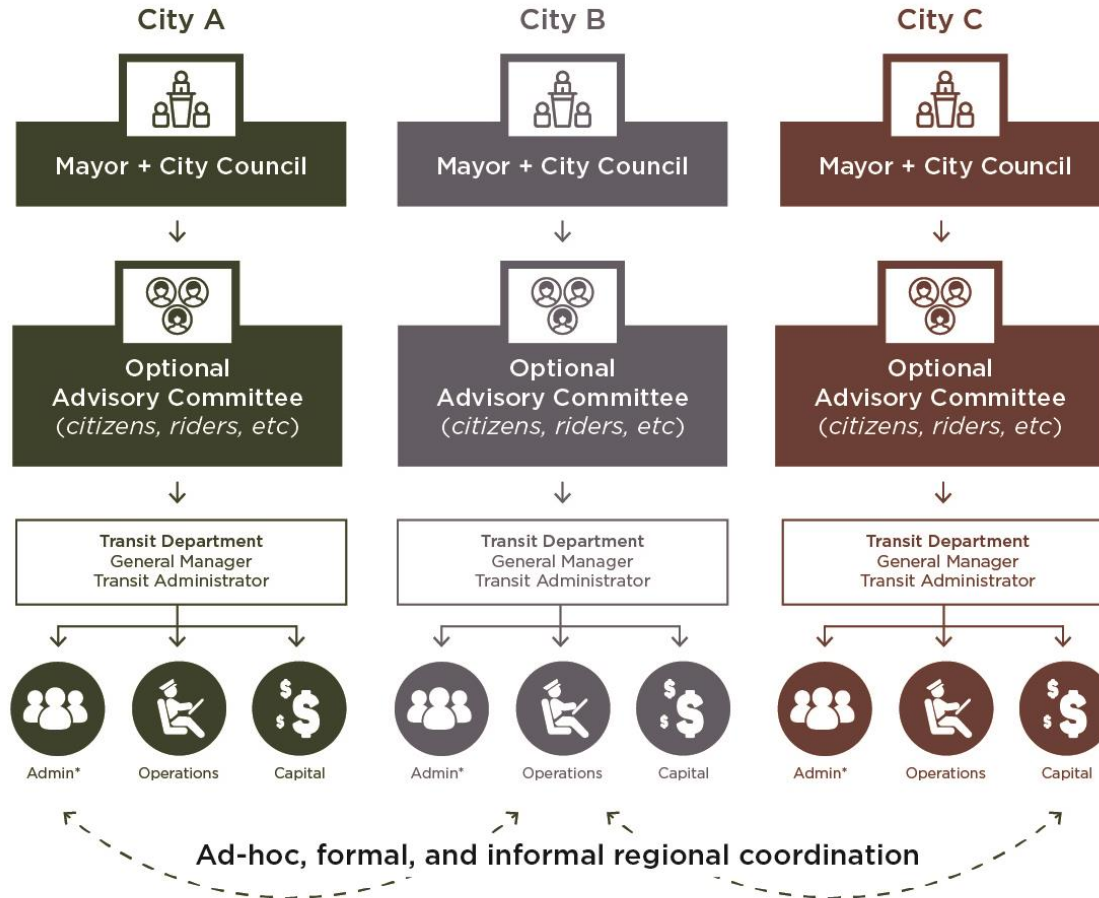 City A
Mayor + City Council
Optional
Advisory Committee
(citizens, riders, etc)
Transit Department
General Manager
Transit Administrator
Admin*
Operations
Capital
City B
Mayor + City Council
Optional
Advisory Committee
(citizens, riders, etc)
Transit Department
General Manager
Transit Administrator
Admin*
Operations
Capital
City C
Mayor + City Council
Optional
Advisory Committee
(citizens, riders, etc)
Transit Department
General Manager
Transit Administrator
Admin*
Operations
Capital
Ad-hoc, formal, and informal regional coordination